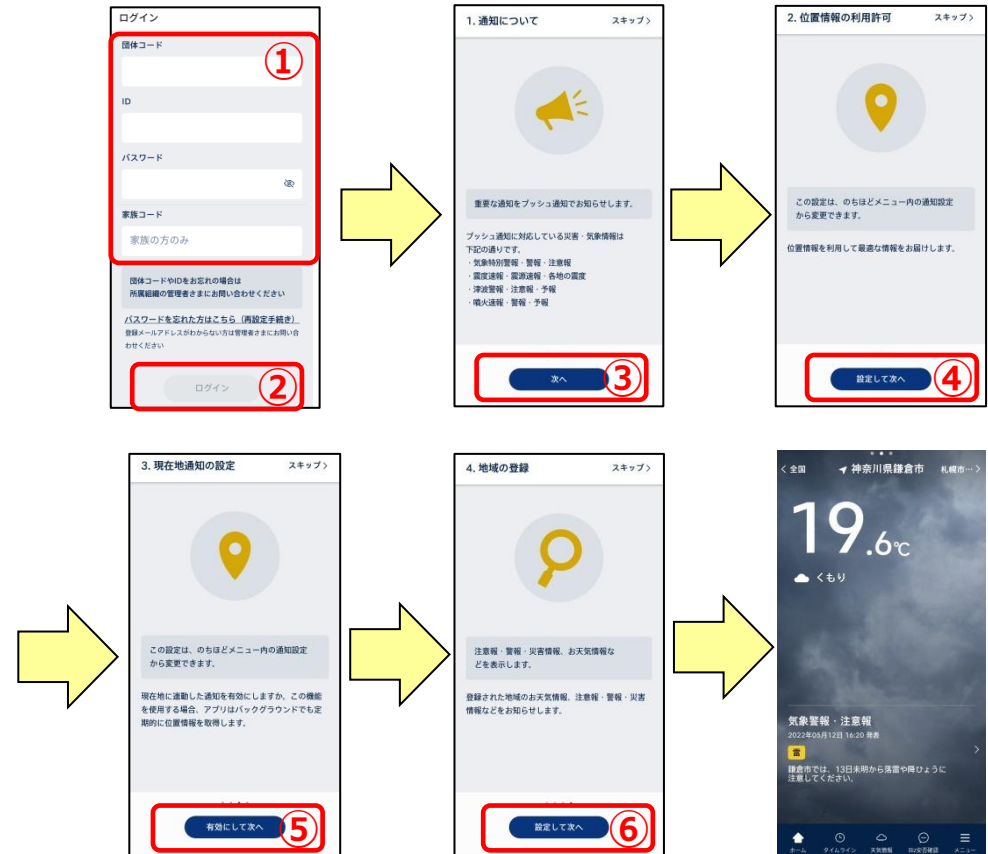 ログイン
団体コード
①
ID
パスワード
家族コード
家族の方のみ
団体コードやIDをお忘れの場合は
所属組織の管理者さまにお問い合わせください
パスワードを忘れた方はこちら（再設定手続き）
登録メールアドレスがわからない方は管理者さまにお問い合
わせください
ログイン
②
1. 通知について スキップ>
重要な通知をプッシュ通知でお知らせします。
プッシュ通知に対応している災害・気象情報は
下記の通りです。
・気象特別警報・警報・注意報
・震度速報・震源速報・各地の震度
・津波警報・注意報・予報
・噴火速報・警報・予報
次へ
③
2. 位置情報の利用許可 スキップ>
この設定は、のちほどメニュー内の通知設定
から変更できます。
位置情報を利用して最適な情報をお届けします。
設定して次へ
④
3. 現在地通知の設定 スキップ>
この設定は、のちほどメニュー内の通知設定
から変更できます。
現在地に連動した通知を有効にしますか、この機能
を使用する場合、アプリはバックグラウンドでも定
期的に位置情報を取得します。
有効にして次へ
⑤
4. 地域の登録 スキップ>
注意報・警報・災害情報、お天気情報な
どを表示します。
登録された地域のお天気情報、注意報・警報・災害
情報などをお知らせします。
設定して次へ
⑥
< 全国 神奈川県鎌倉市 札幌市… >
19.6℃
くもり
気象警報・注意報
2022年05月12日 16:20 発表
雷
鎌倉市では、13日未明から落雷や降ひょうに
注意してください。
ホーム タイムライン 天気情報 Biz安否確認 メニュー